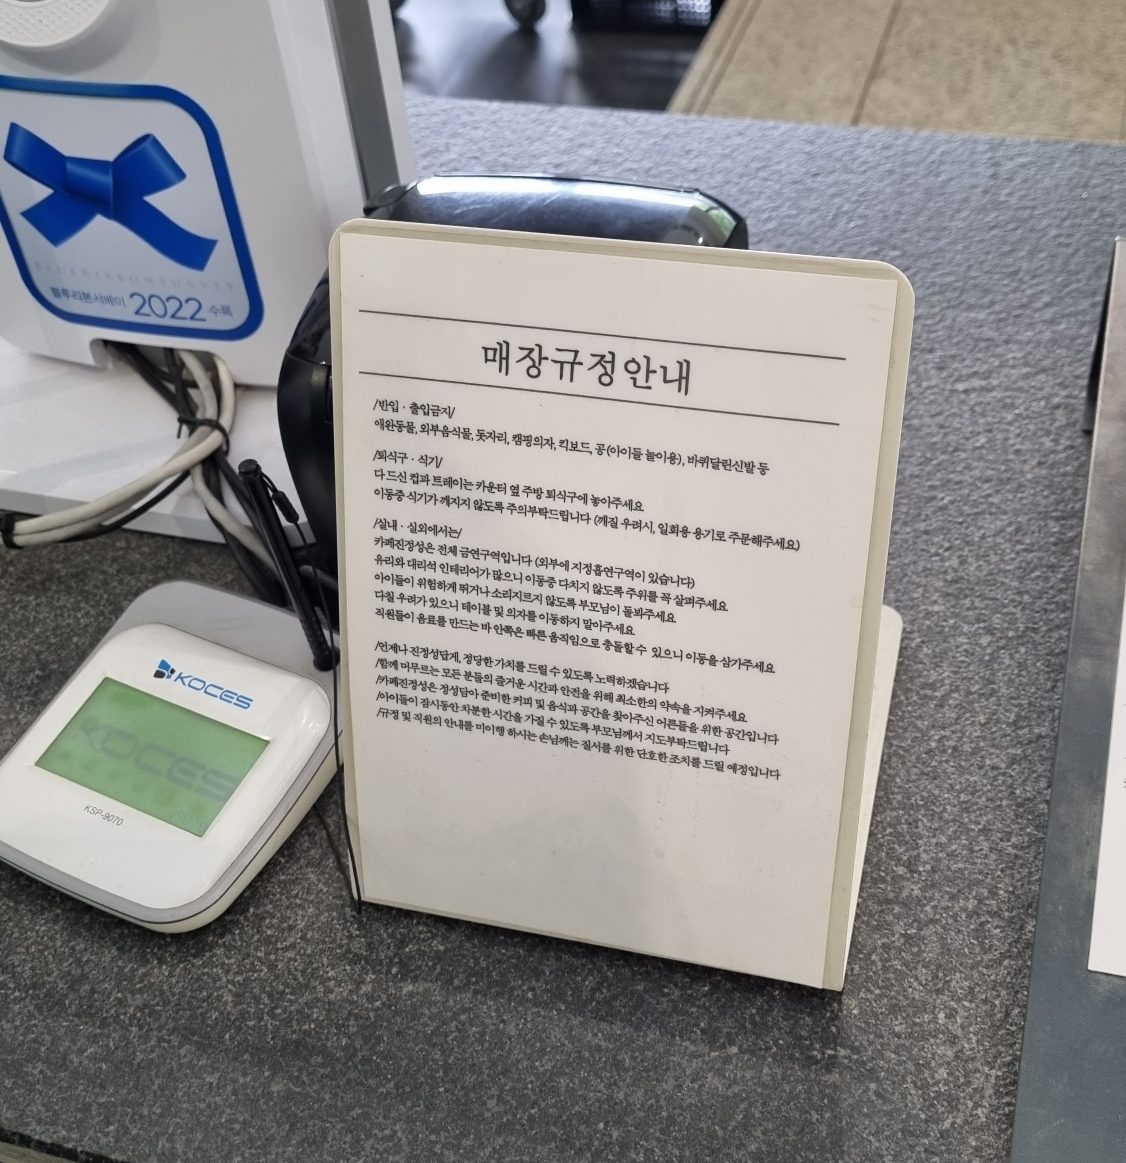 BLUERIBBONSURVEY
블루리본서베이 2022 수록
매장규정안내
/반입 · 출입금지/
애완동물, 외부음식물, 돗자리, 캠핑의자, 킥보드, 공(아이들 놀이용), 바퀴달린신발 등
/퇴식구 · 식기/
다 드신 컵과 트레이는 카운터 옆 주방 퇴식구에 놓아주세요
이동중 식기가 깨지지 않도록 주의부탁드립니다 (깨질 우려시, 일회용 용기로 주문해주세요)
/실내 · 실외에서는/
카페진정성은 전체 금연구역입니다 (외부에 지정흡연구역이 있습니다)
유리와 대리석 인테리어가 많으니 이동중 다치지 않도록 주위를 꼭 살펴주세요
아이들이 위험하게 뛰거나 소리지르지 않도록 부모님이 돌봐주세요
다칠 우려가 있으니 테이블 및 의자를 이동하지 말아주세요
직원들이 음료를 만드는 바 안쪽은 빠른 움직임으로 충돌할 수 있으니 이동을 삼가주세요
/언제나 진정성답게, 정당한 가치를 드릴 수 있도록 노력하겠습니다
/함께 머무르는 모든 분들의 즐거운 시간과 안전을 위해 최소한의 약속을 지켜주세요
/카페진정성은 정성담아 준비한 커피 및 음식과 공간을 찾아주신 어른들을 위한 공간입니다
/아이들이 잠시동안 차분한 시간을 가질 수 있도록 부모님께서 지도부탁드립니다
/규정 및 직원의 안내를 미이행 하시는 손님께는 질서를 위한 단호한 조치를 드릴 예정입니다
KOCES
KOCES
KSP-9070